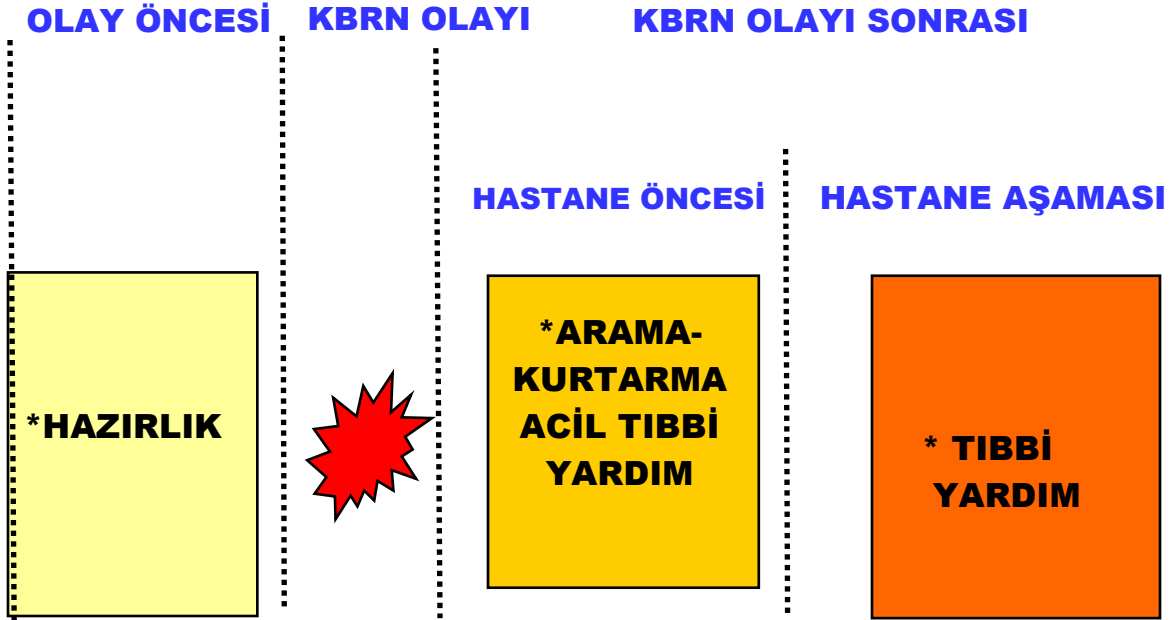 OLAY ÖNCESİ
KBRN OLAYI
KBRN OLAYI SONRASI
HASTANE ÖNCESİ
HASTANE AŞAMASI
*HAZIRLIK
*ARAMA-
KURTARMA
ACİL TIBBİ
YARDIM
* TIBBİ
YARDIM